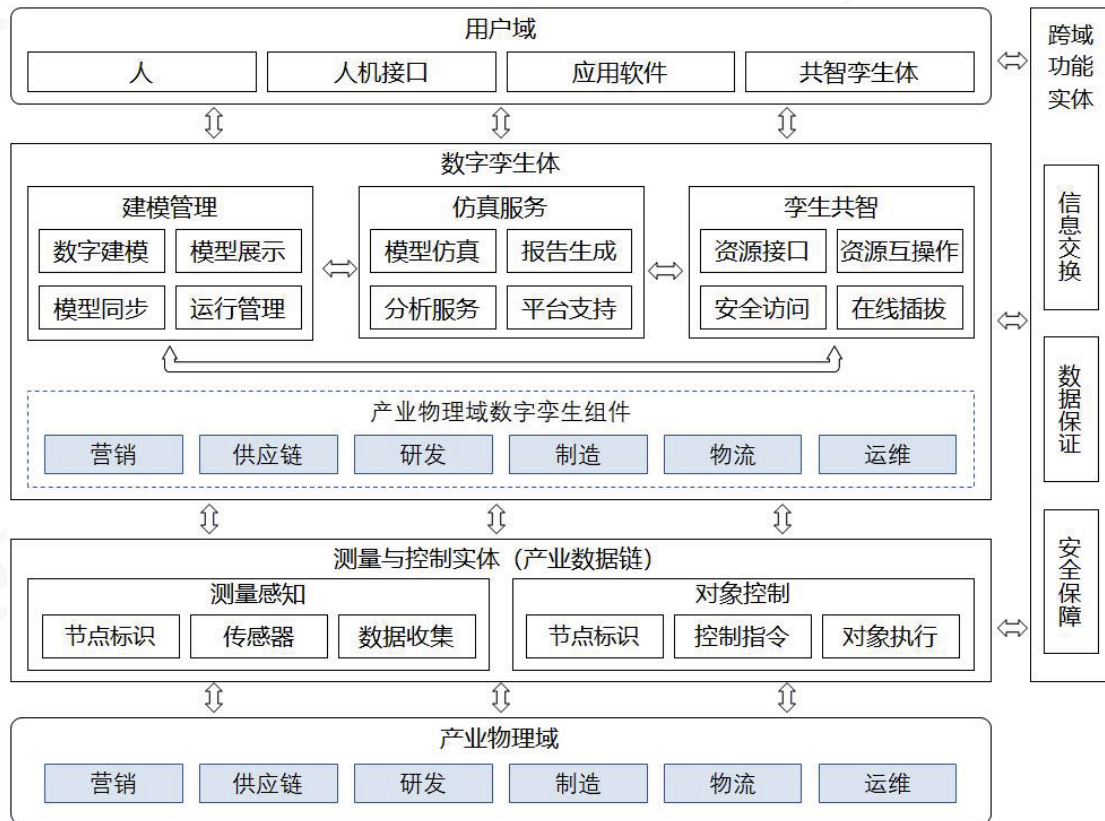 用户域
人 人机接口 应用软件 共智孪生体
跨域
功能
实体
数字孪生体
建模管理 仿真服务 孪生共智
数字建模 模型展示 模型仿真 报告生成 资源接口 资源互操作
模型同步 运行管理 分析服务 平台支持 安全访问 在线插拔
产业物理域数字孪生组件
营销 供应链 研发 制造 物流 运维
信息交换
数据保证
安全保障
测量与控制实体（产业数据链）
测量感知 对象控制
节点标识 传感器 数据收集 节点标识 控制指令 对象执行
产业物理域
营销 供应链 研发 制造 物流 运维